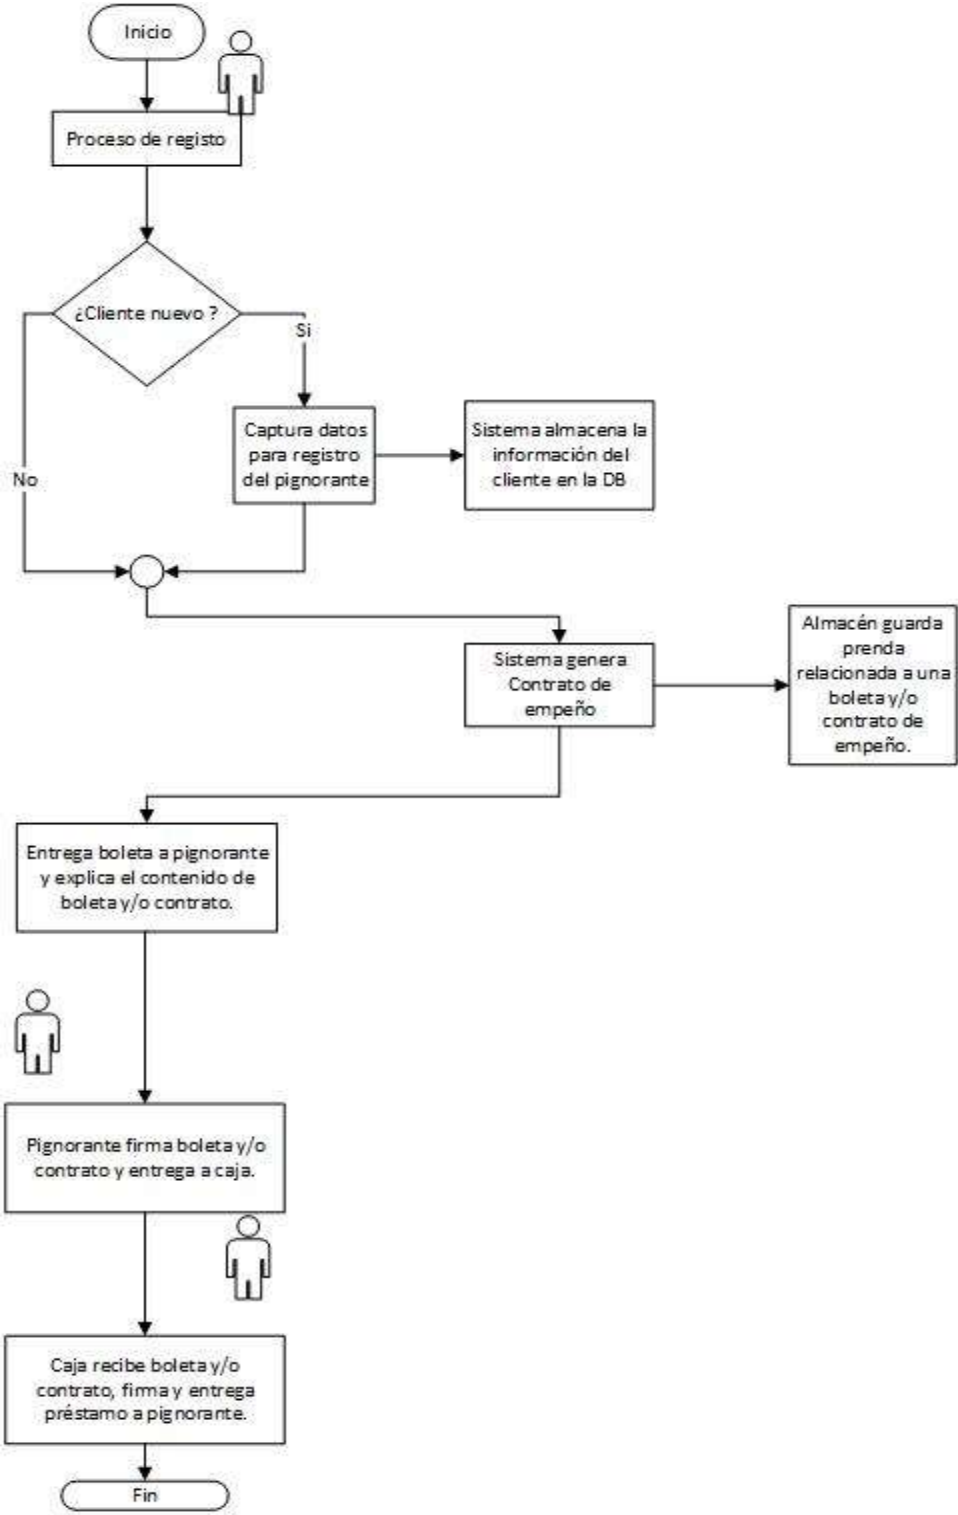 Inicio
Proceso de registo
¿Cliente nuevo ?
Si
No
Captura datos
para registro
del pignorante
Sistema almacena la
información del
cliente en la DB
Sistema genera
Contrato de
empeño
Almacén guarda
prenda
relacionada a una
boleta y/o
contrato de
empeño.
Entrega boleta a pignorante
y explica el contenido de
boleta y/o contrato.
Pignorante firma boleta y/o
contrato y entrega a caja.
Caja recibe boleta y/o
contrato, firma y entrega
préstamo a pignorante.
Fin